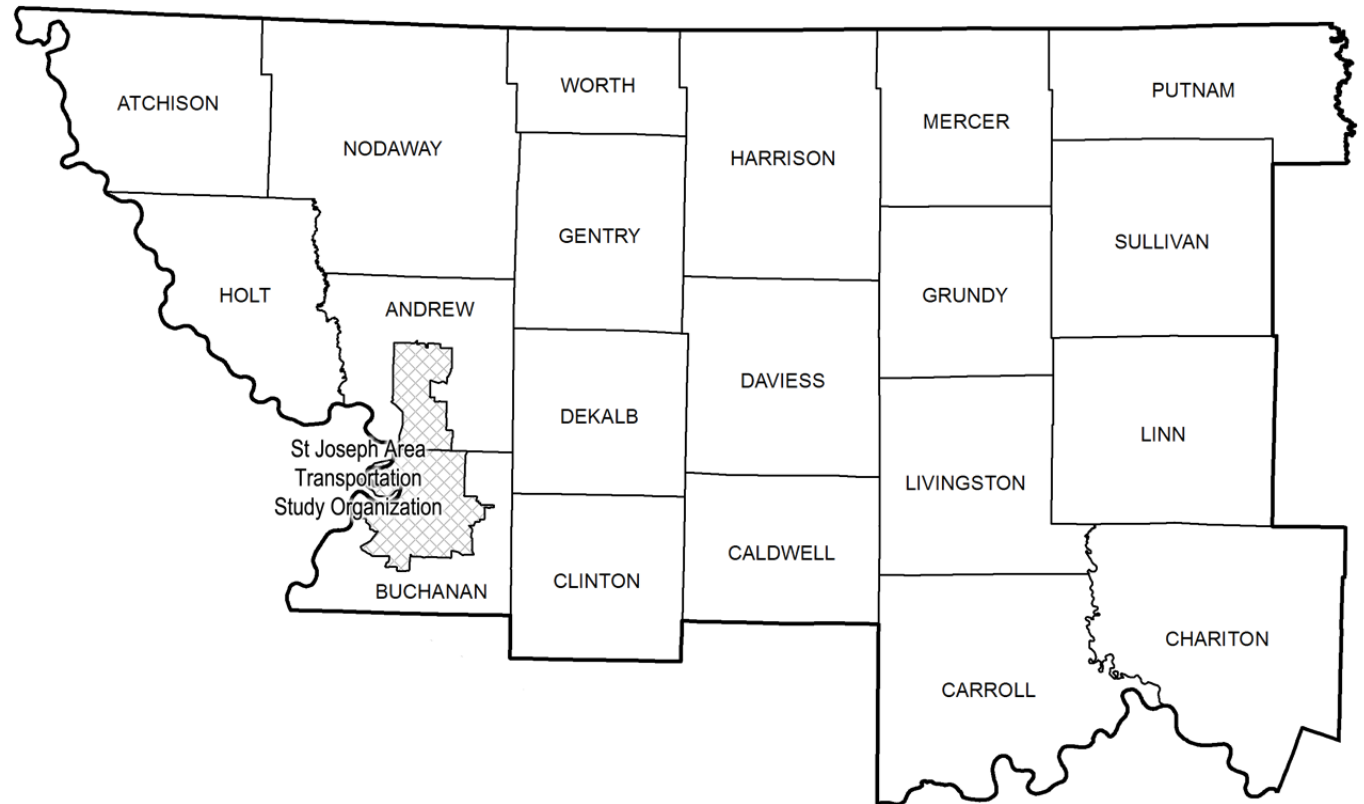 WORTH
PUTNAM
ATCHISON
MERCER
NODAWAY
HARRISON
GENTRY
SULLIVAN
HOLT
GRUNDY
ANDREW
DAVIESS
DEKALB
LINN
St Joseph Area
Transportation
Study Organization
LIVINGSTON
CALDWELL
CLINTON
BUCHANAN
CHARITON
CARROLL